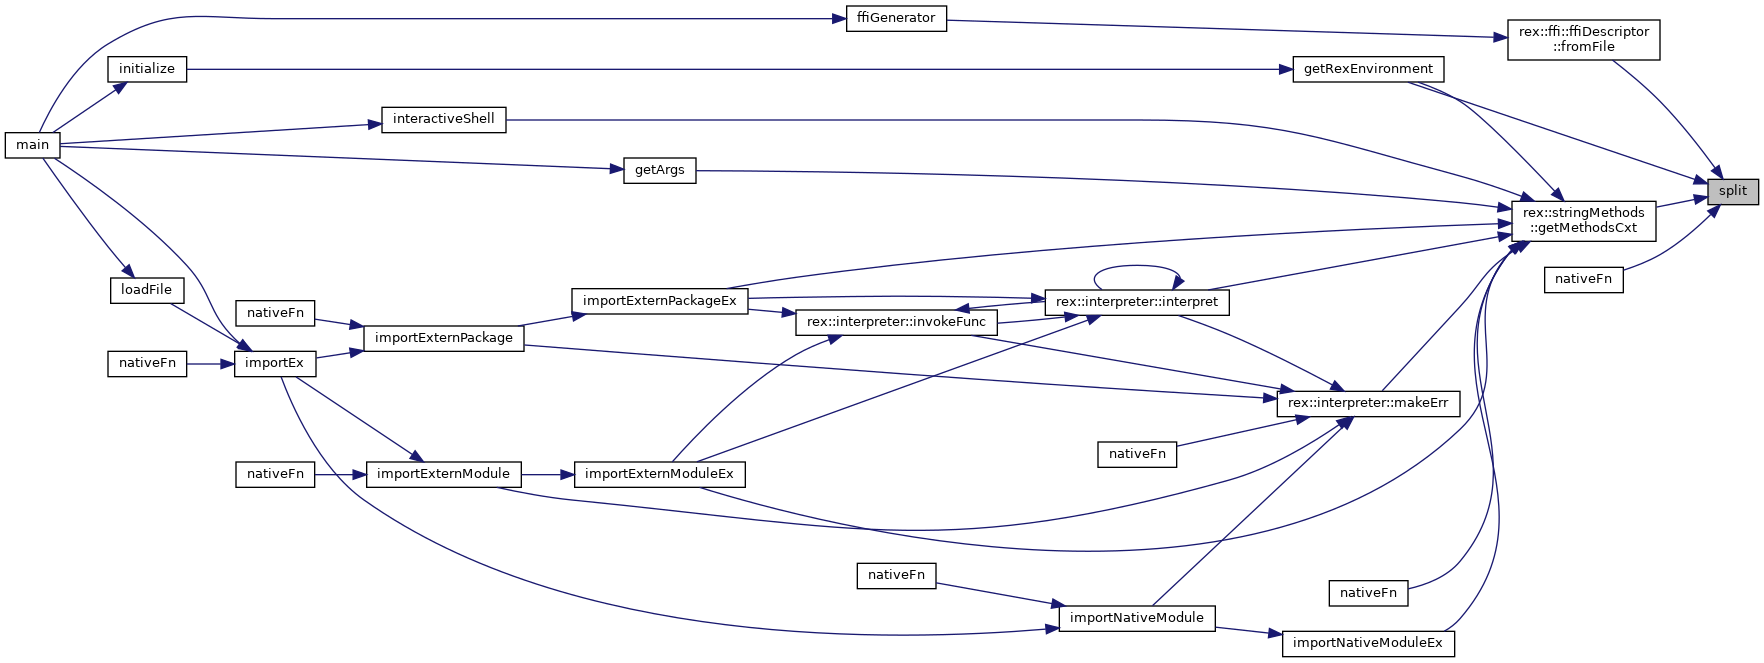 ffiGenerator
rex::ffi::ffiDescriptor
::fromFile
initialize
getRexEnvironment
interactiveShell
main
getArgs
split
rex::stringMethods
::getMethodsCxt
nativeFn
loadFile
importExternPackageEx
rex::interpreter::interpret
nativeFn
rex::interpreter::invokeFunc
importExternPackage
nativeFn
importEx
rex::interpreter::makeErr
nativeFn
nativeFn
importExternModule
importExternModuleEx
nativeFn
nativeFn
importNativeModule
importNativeModuleEx